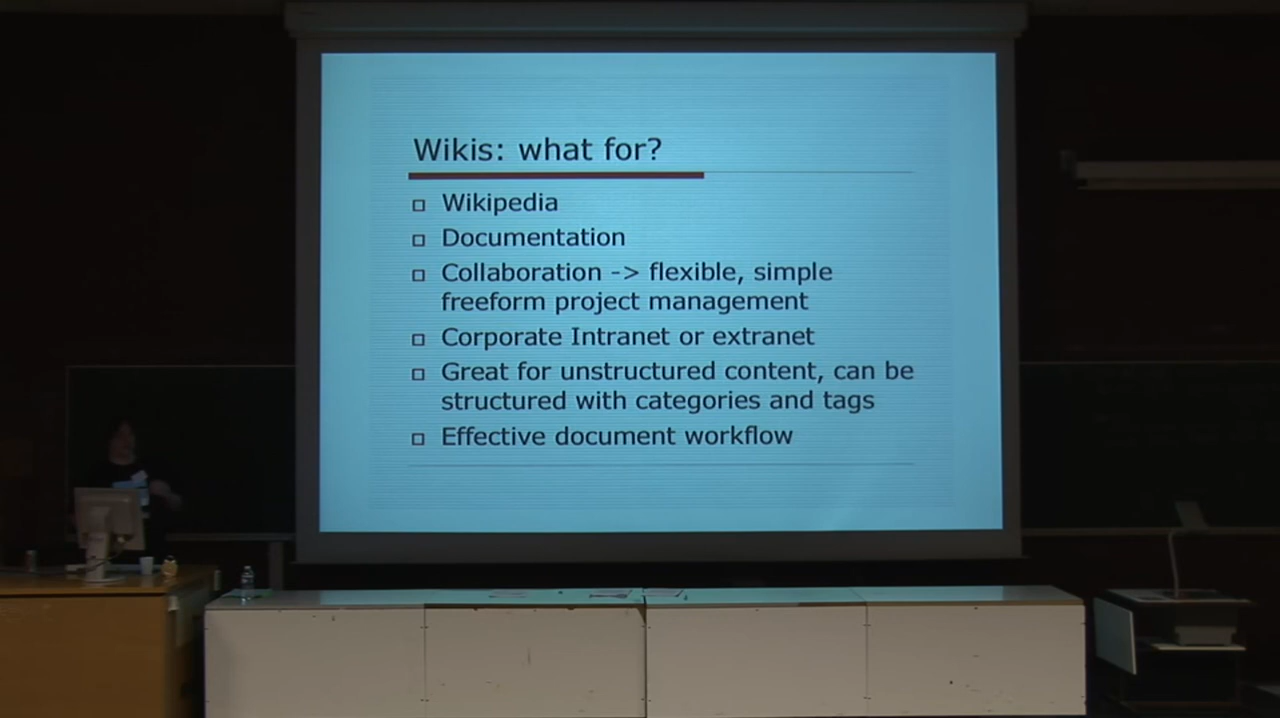 Wikis: what for?
Wikipedia
Documentation
Collaboration -> flexible, simple
freeform project management
Corporate Intranet or extranet
Great for unstructured content, can be
structured with categories and tags
Effective document workflow